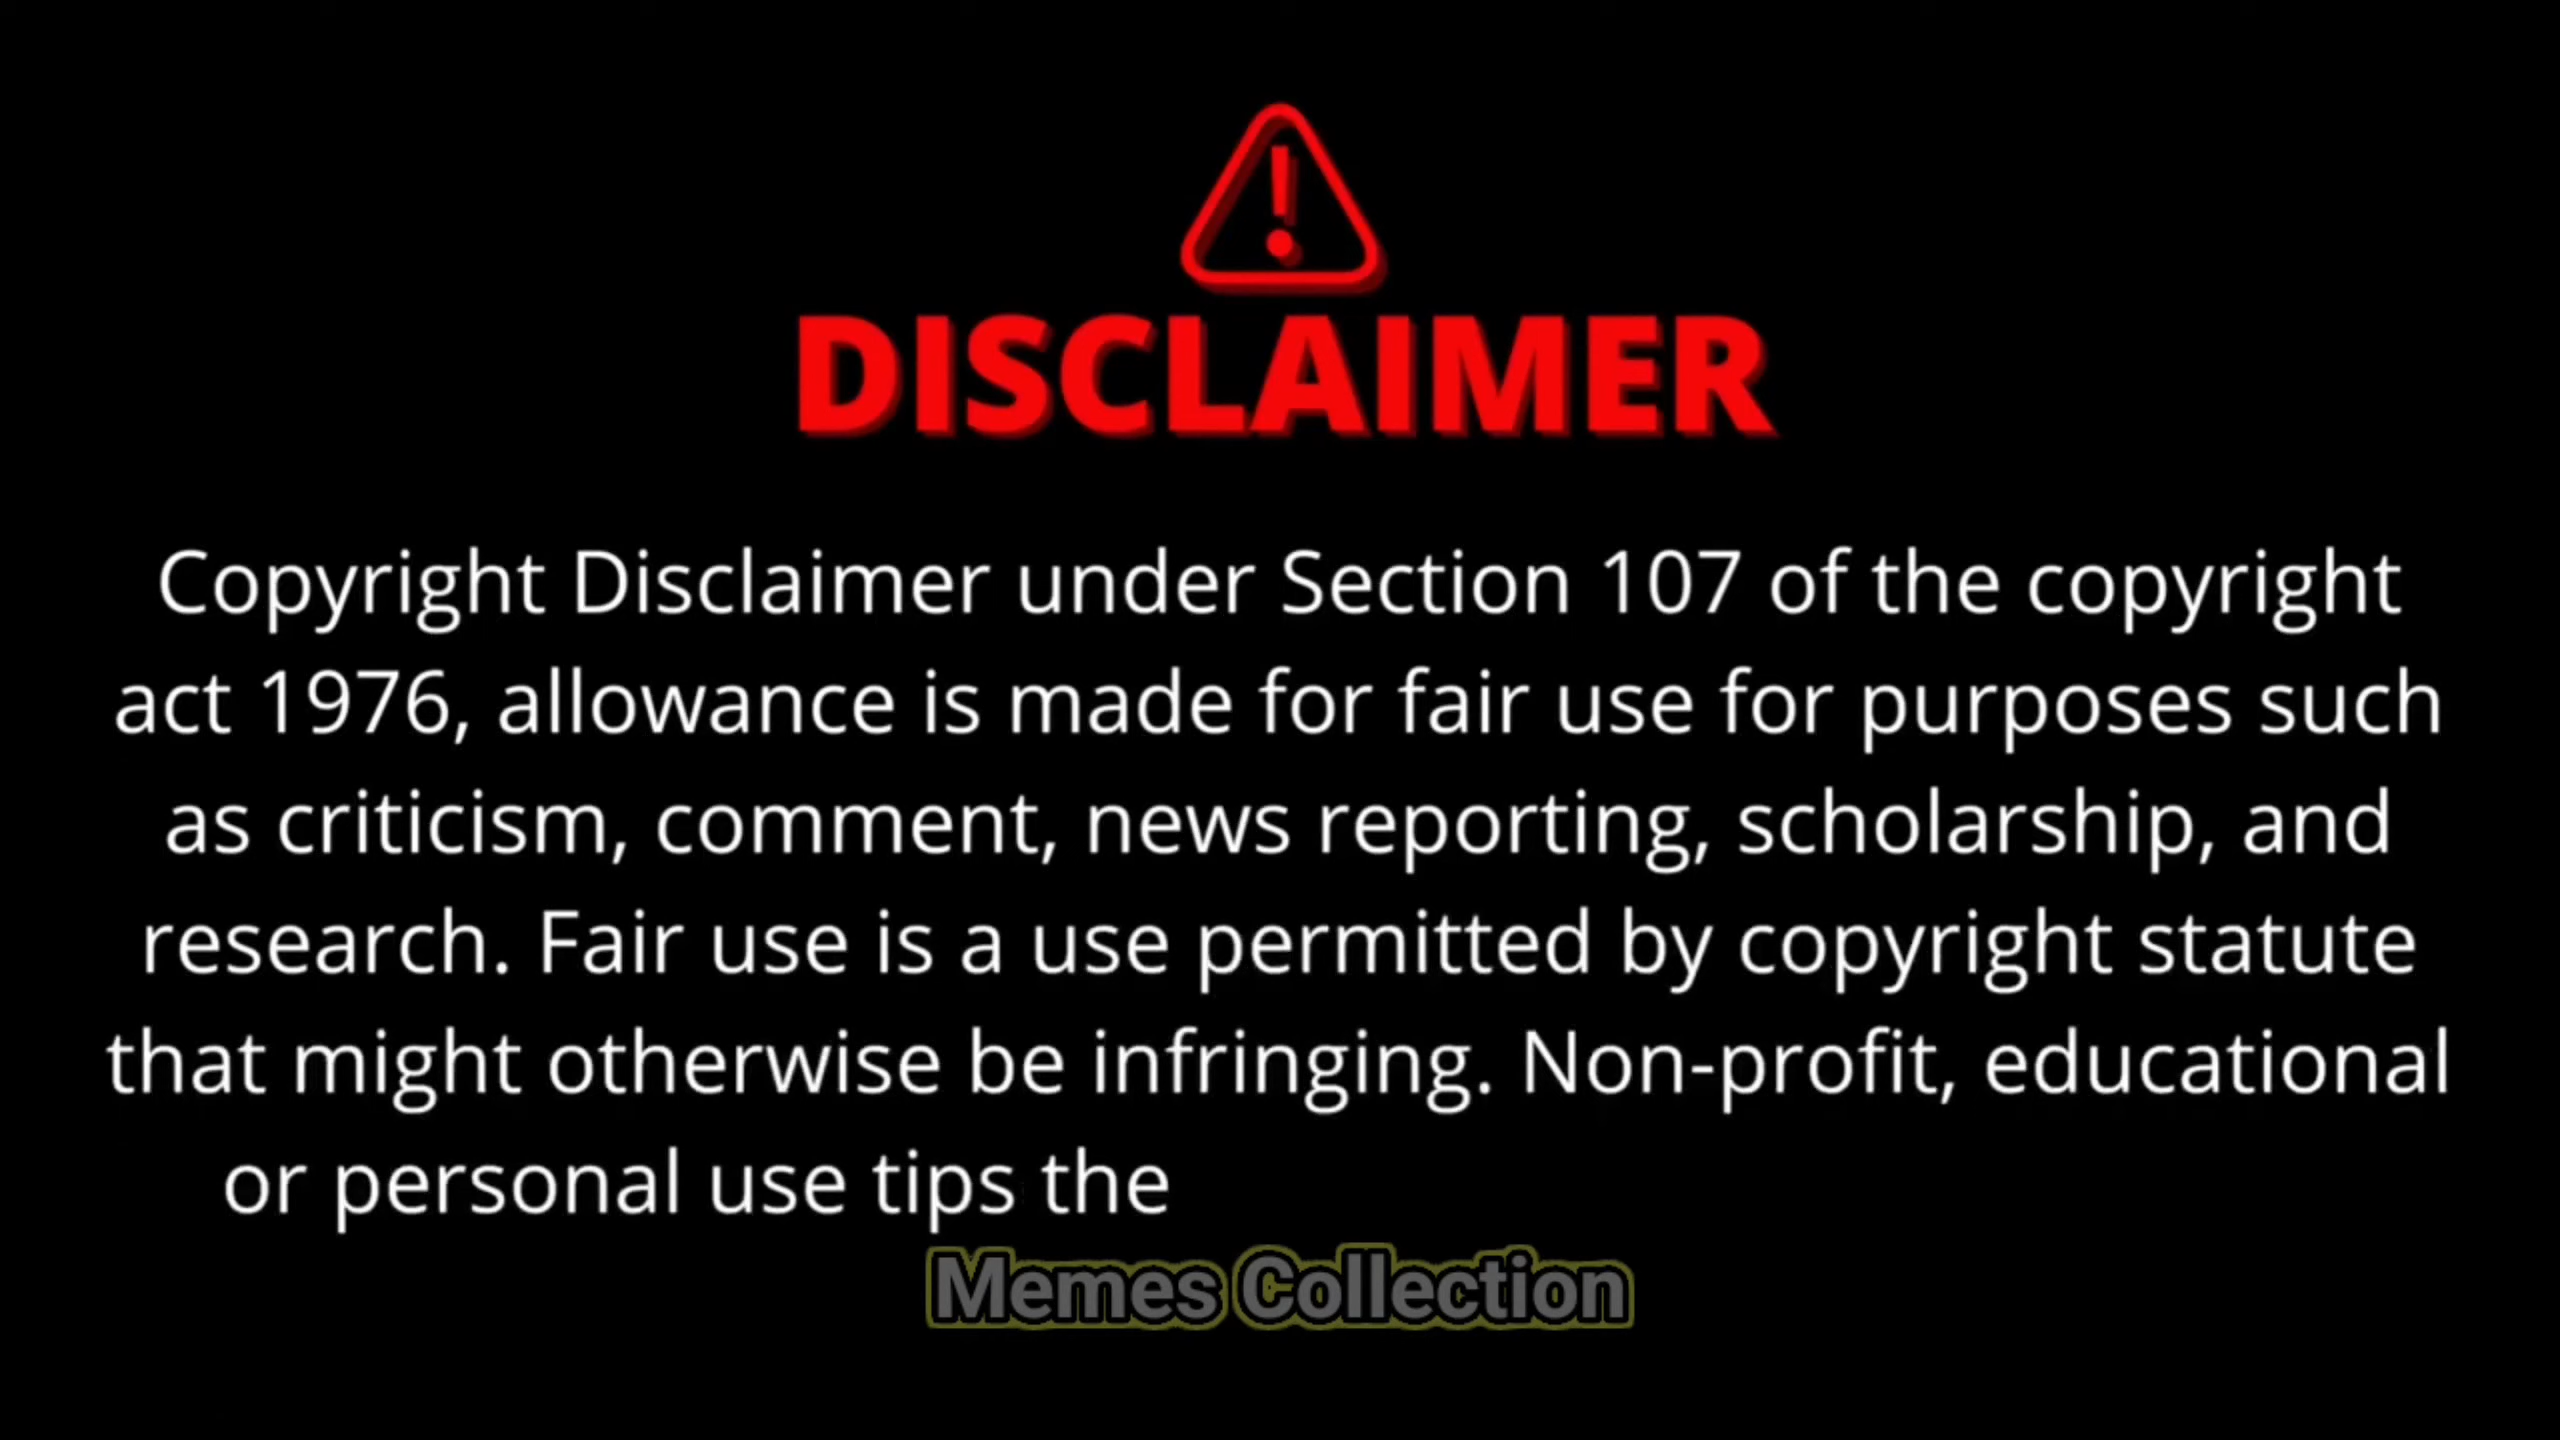 !
DISCLAIMER
Copyright Disclaimer under Section 107 of the copyright
act 1976, allowance is made for fair use for purposes such
as criticism, comment, news reporting, scholarship, and
research. Fair use is a use permitted by copyright statute
that might otherwise be infringing. Non-profit, educational
or personal use tips the
Memes Collection